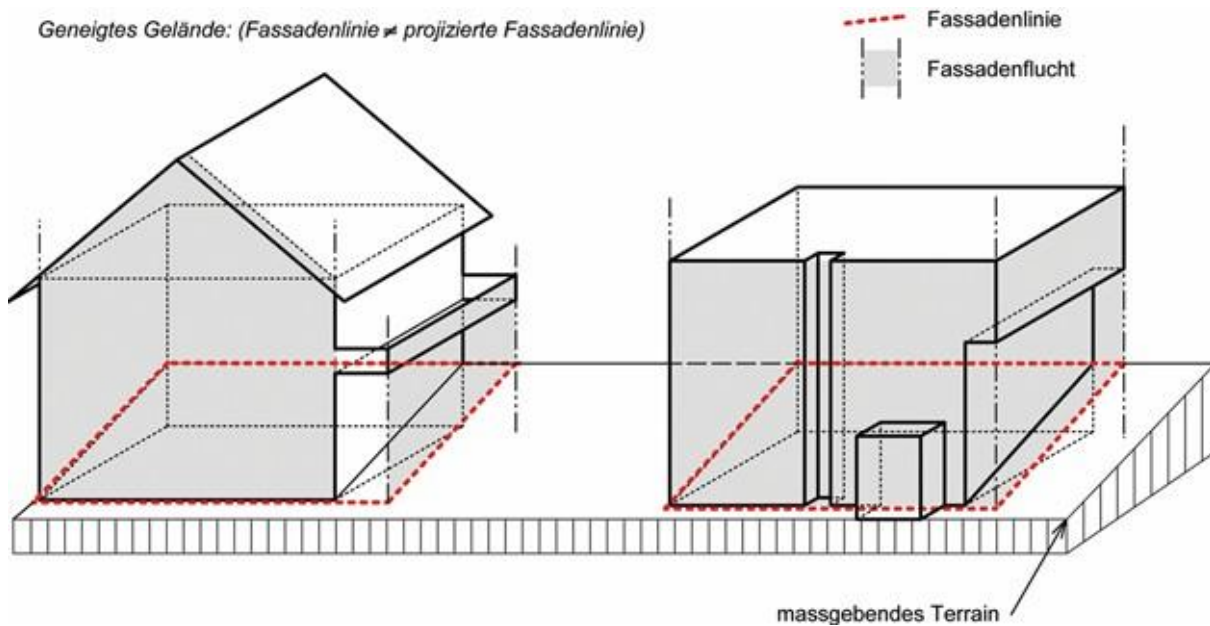 Geneigtes Gelände: (Fassadenlinie ≠ projizierte Fassadenlinie)
Fassadenlinie
Fassadenflucht
massgebendes Terrain